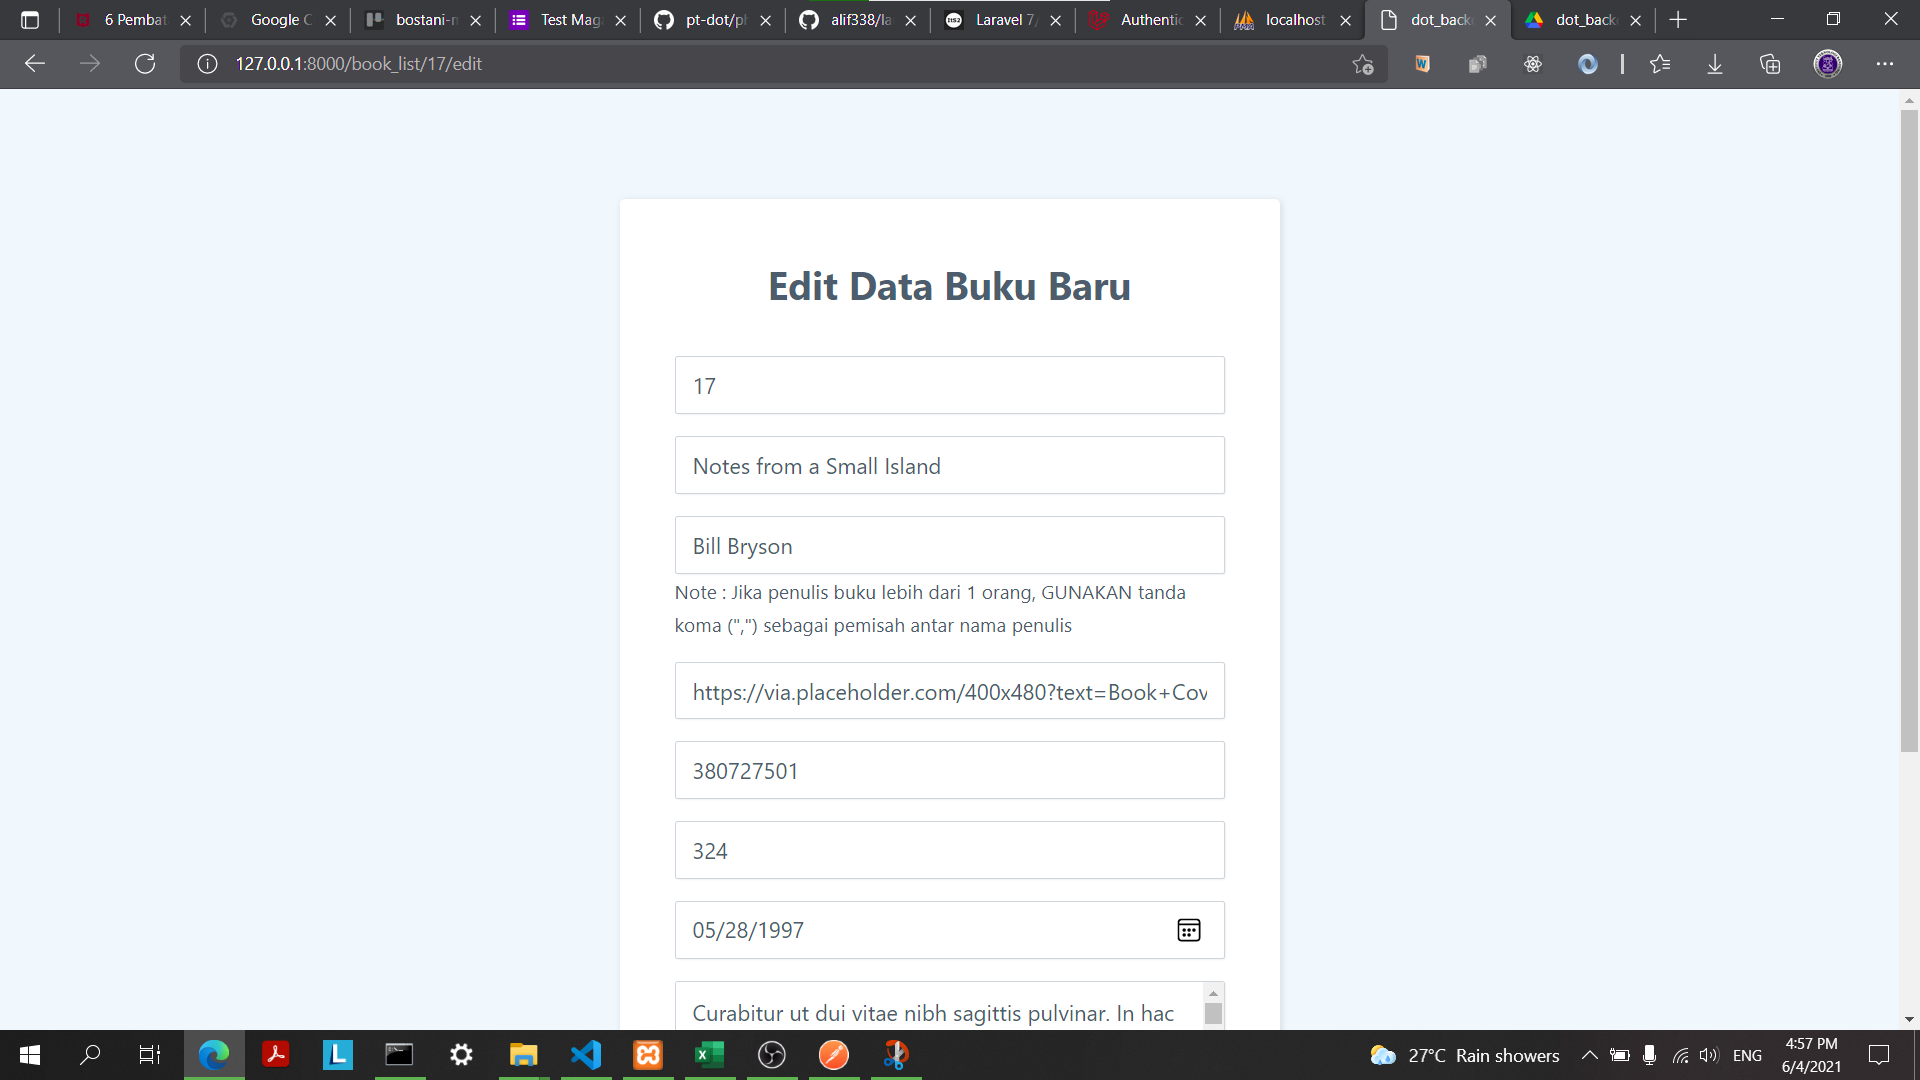 6 Pembat
Google C
bostani-
Test Mag
pt-dot/ph
alif338/la
Laravel 7/
Authentic
localhost
dot_back
dot_back
127.0.0.1:8000/book_list/17/edit
Edit Data Buku Baru
17
Notes from a Small Island
Bill Bryson
Note : Jika penulis buku lebih dari 1 orang, GUNAKAN tanda
koma (",") sebagai pemisah antar nama penulis
https://via.placeholder.com/400x480?text=Book+Cov
380727501
324
05/28/1997
Curabitur ut dui vitae nibh sagittis pulvinar. In hac
27°C Rain showers
ENG
4:57 PM
6/4/2021